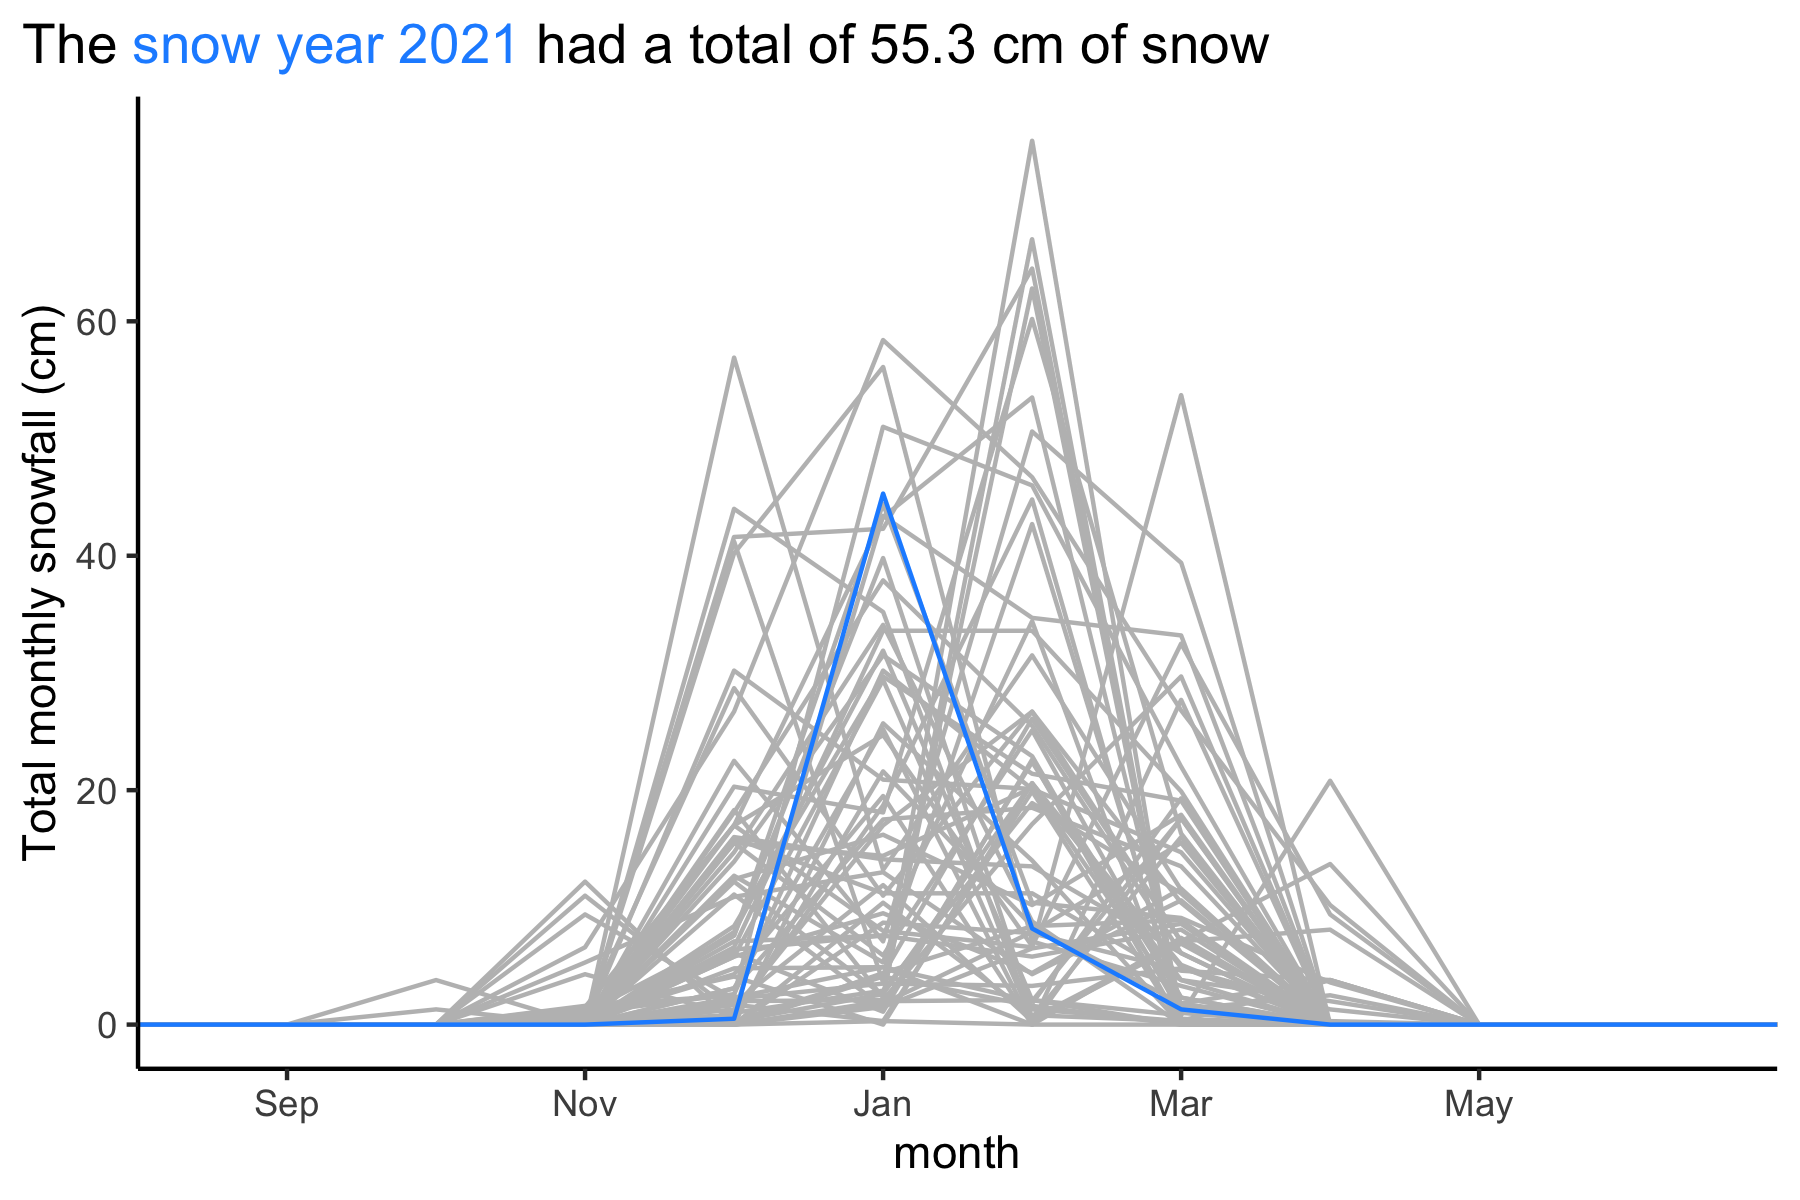 The snow year 2021 had a total of 55.3 cm of snow
Total monthly snowfall (cm)
60
40
20
0
Sep Nov Jan Mar May
month